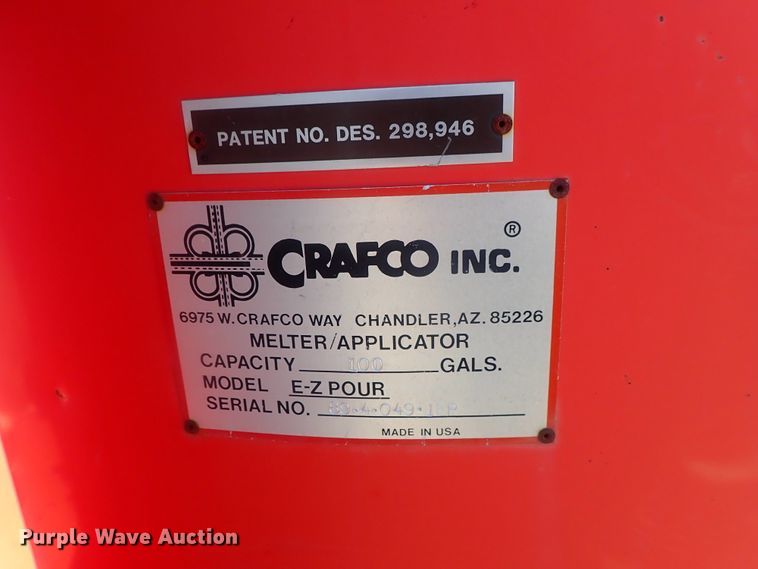 PATENT NO. DES. 298,946
CRAFCO INC. ®
6975 W. CRAFCO WAY CHANDLER, AZ. 85226
MELTER/APPLICATOR
CAPACITY 100 GALS.
MODEL E-Z POUR
SERIAL NO.
MADE IN USA
Purple Wave Auction